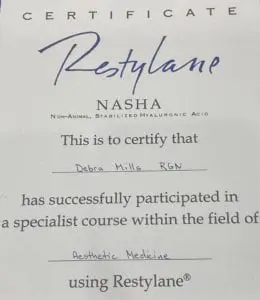 CERTIFICATE
Restylane
NASHA
NON-ANIMAL, STABILIZED HYALURONIC ACID
This is to certify that
Debra Mills RGN
has successfully participated in
a specialist course within the field of
Aesthetic Medicine
using Restylane®